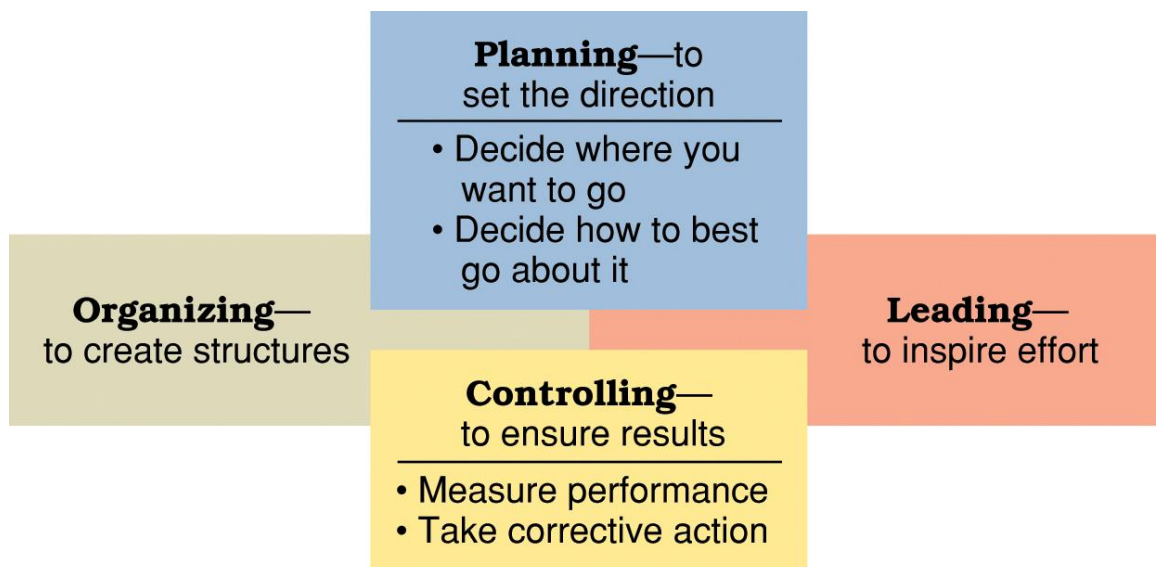 Planning—to
set the direction
• Decide where you
want to go
• Decide how to best
go about it
Organizing—
to create structures
Leading—
to inspire effort
Controlling—
to ensure results
• Measure performance
• Take corrective action